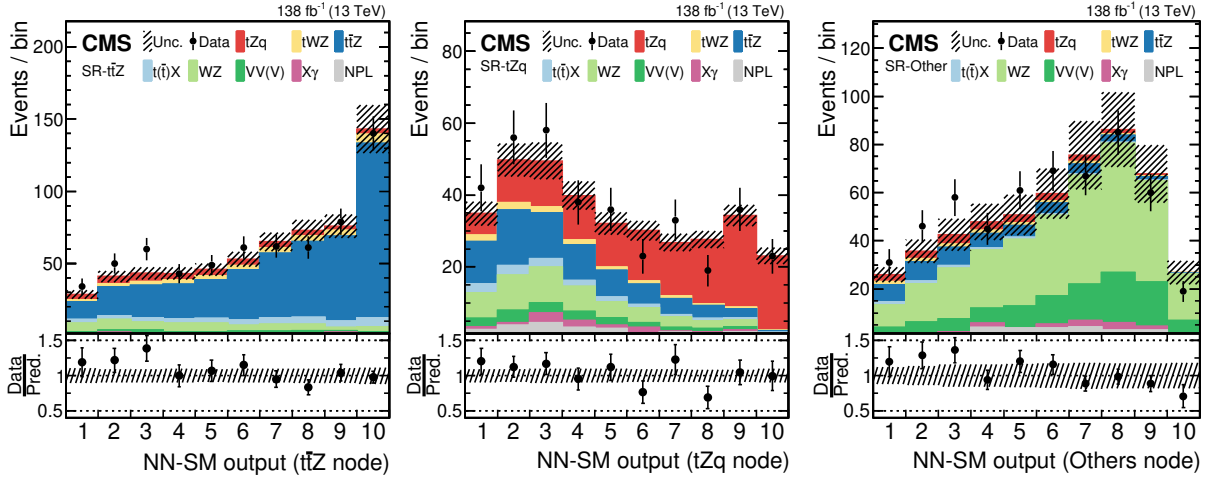 138 fb⁻¹ (13 TeV)
Events / bin
200
150
100
50
CMS
SR-tt̄Z
Unc. Data tZq tWZ tt̄Z
t(t̄)X WZ VV(V) Xγ NPL
Data
Pred.
1.5
1
0.5
1 2 3 4 5 6 7 8 9 10
NN-SM output (tt̄Z node)
138 fb⁻¹ (13 TeV)
Events / bin
80
60
40
20
CMS
SR-tZq
Unc. Data tZq tWZ tt̄Z
t(t̄)X WZ VV(V) Xγ NPL
Data
Pred.
1.5
1
0.5
1 2 3 4 5 6 7 8 9 10
NN-SM output (tZq node)
138 fb⁻¹ (13 TeV)
Events / bin
120
100
80
60
40
20
CMS
SR-Other
Unc. Data tZq tWZ tt̄Z
t(t̄)X WZ VV(V) Xγ NPL
Data
Pred.
1.5
1
0.5
1 2 3 4 5 6 7 8 9 10
NN-SM output (Others node)